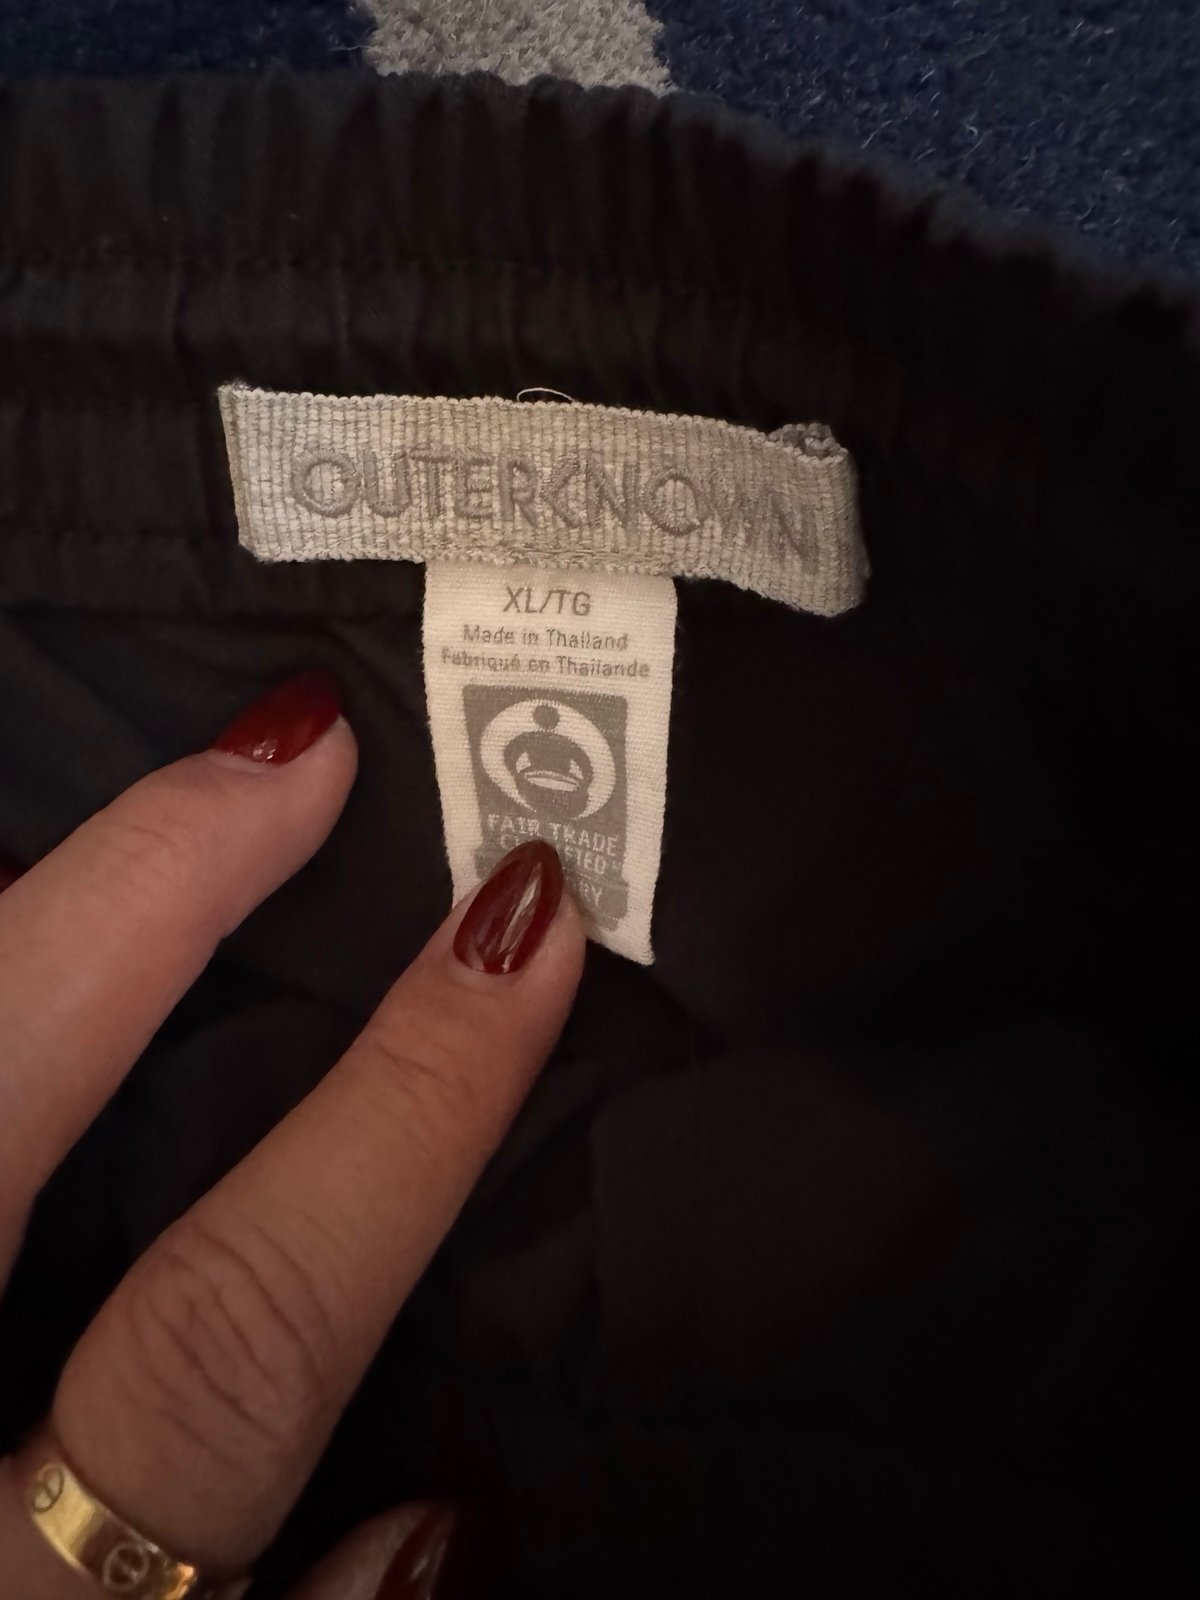 OUTERKNOWN
XL/TG
Made in Thailand
Fabriqué en Thaïlande
FAIR TRADE